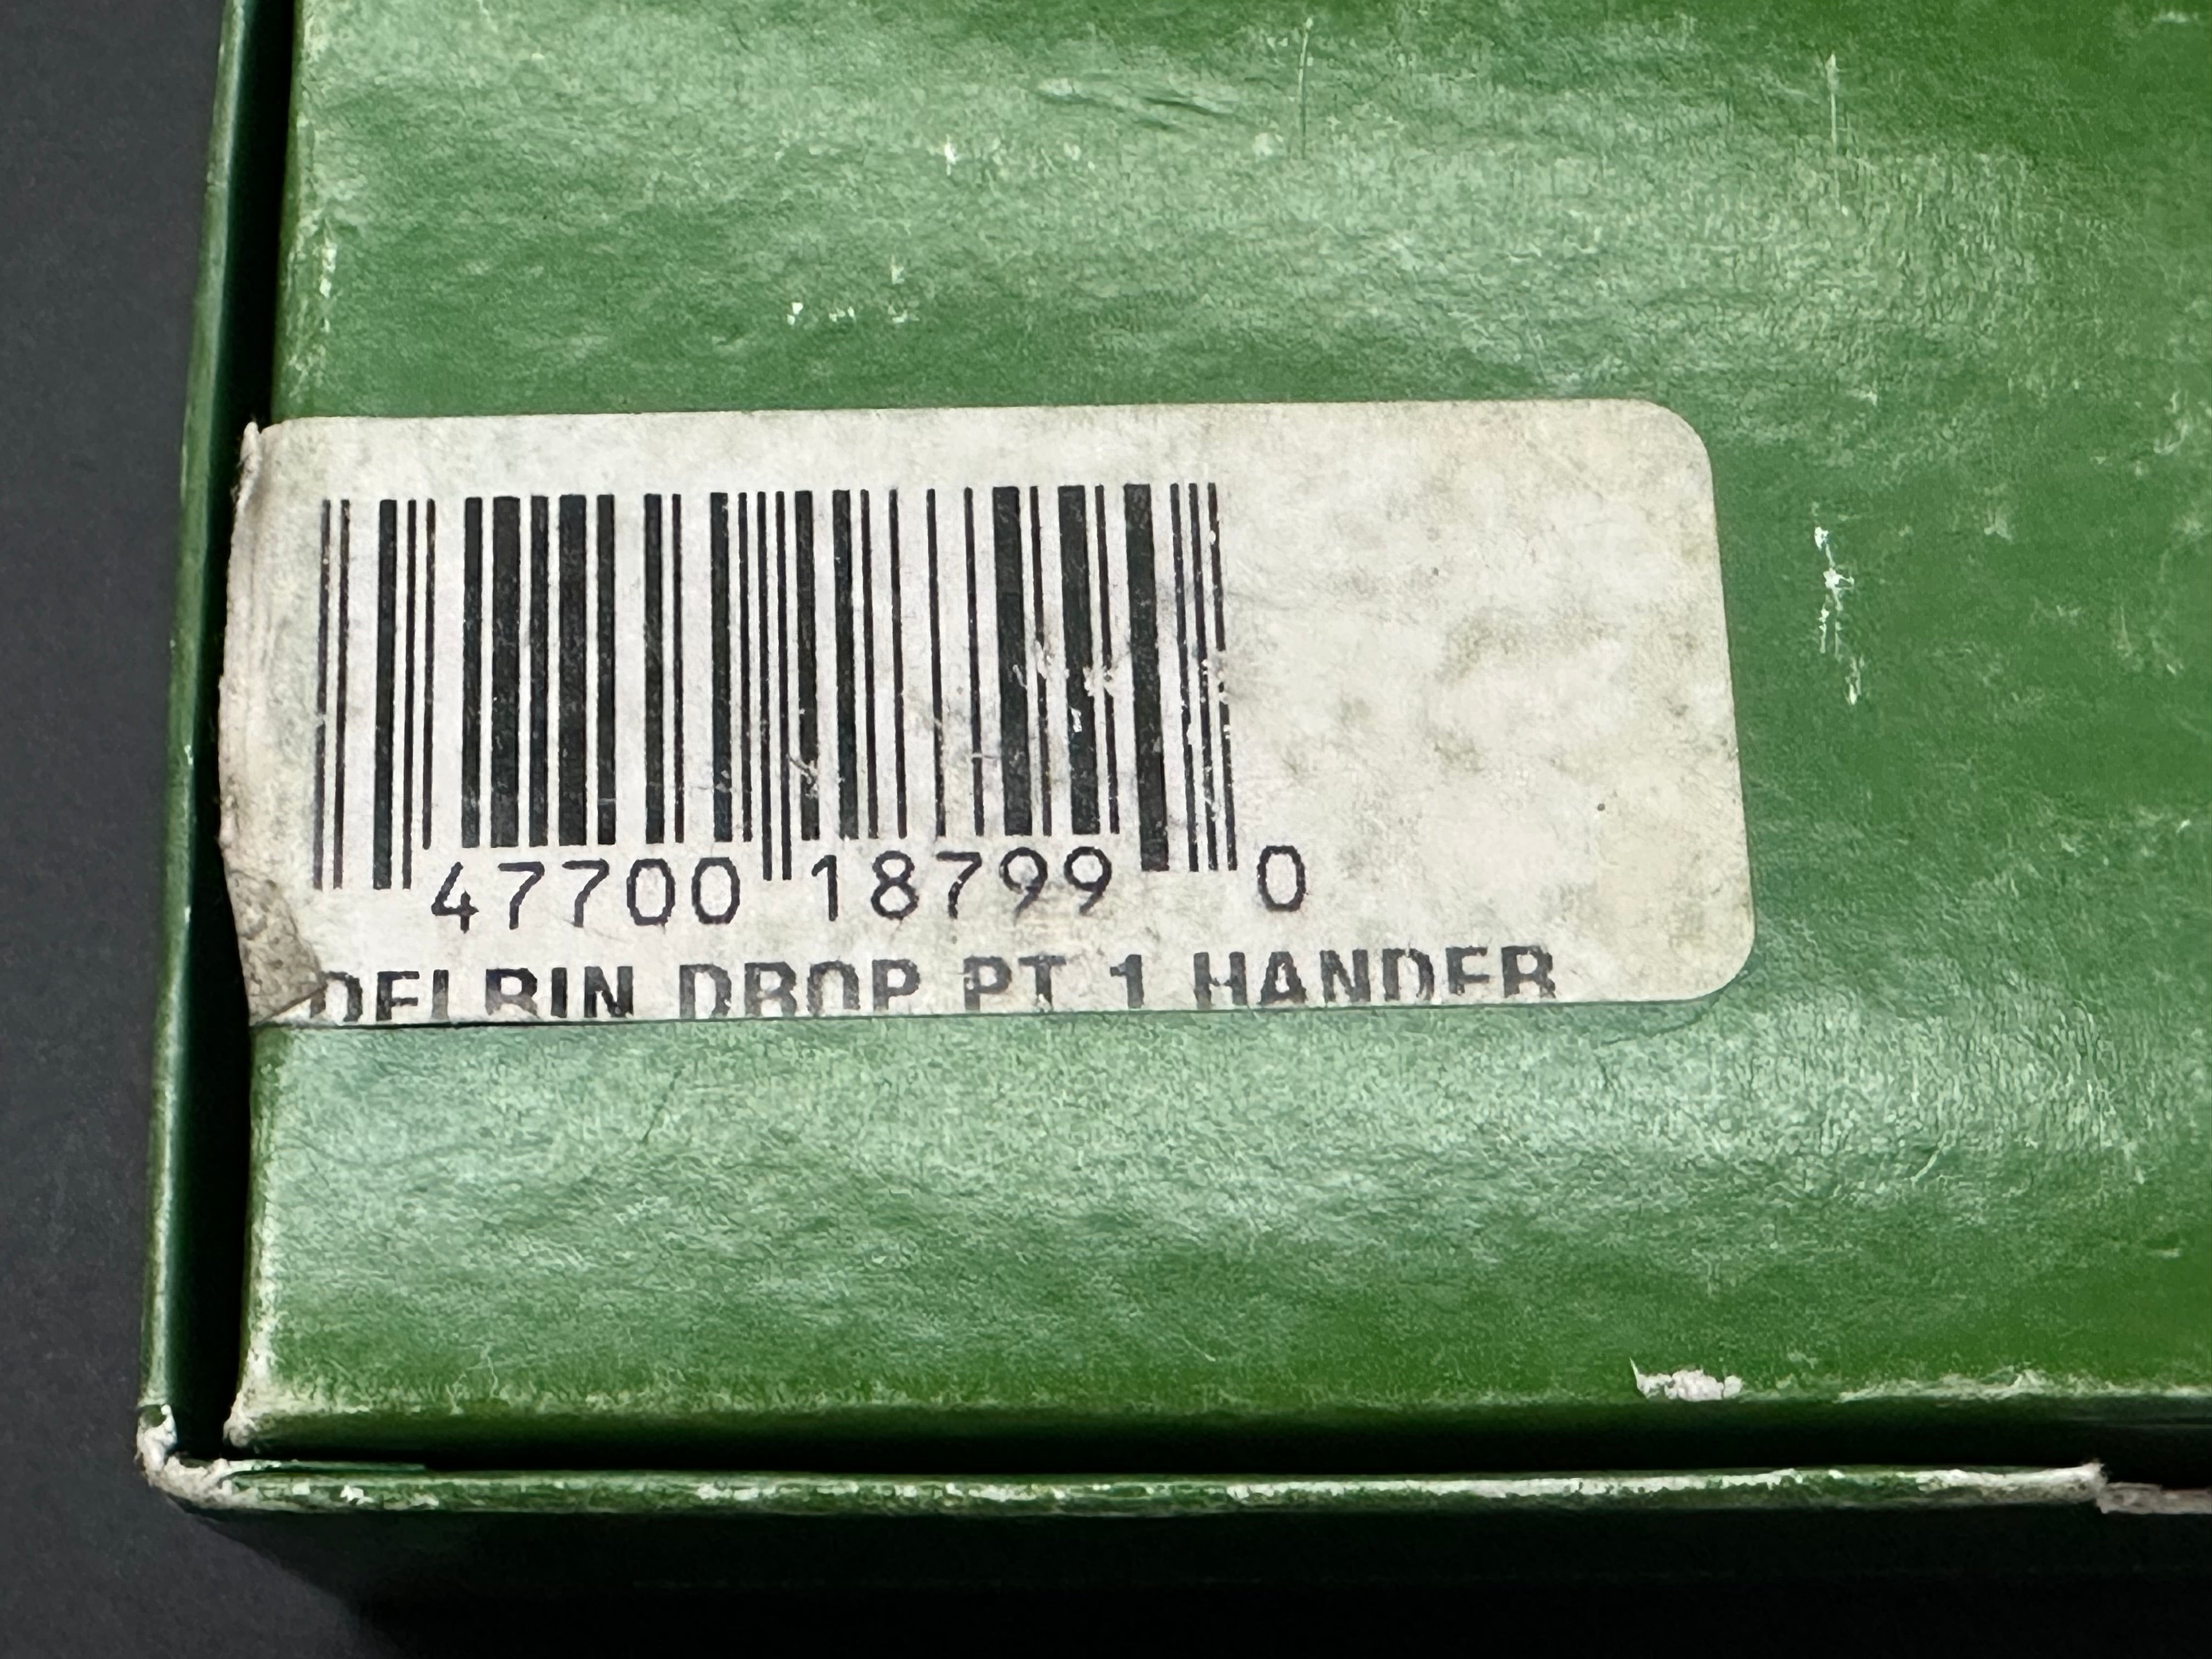 47700 18799 0
DELRIN DROP PT 1 HANDER